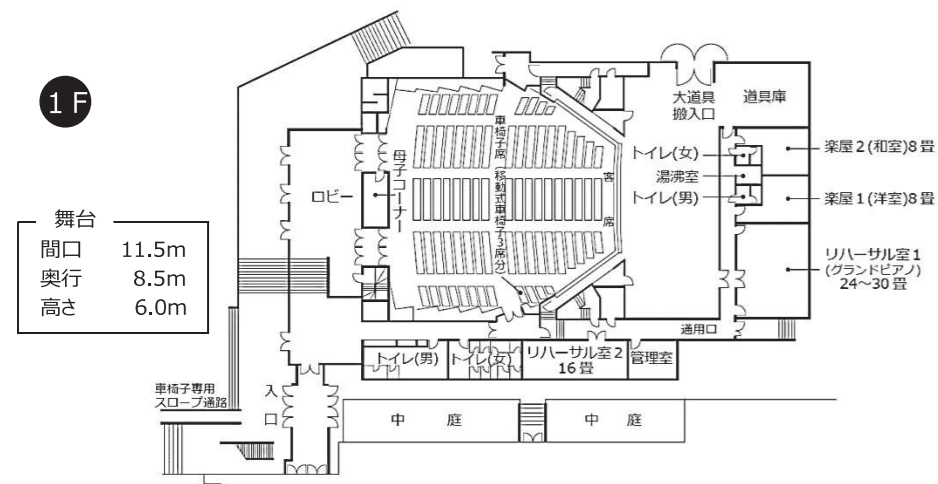 1F
舞台
間口 11.5m
奥行 8.5m
高さ 6.0m
大道具
搬入口
道具庫
トイレ(女)
湯沸室
トイレ(男)
楽屋2(和室)8畳
楽屋1(洋室)8畳
リハーサル室1
(グランドピアノ)
24～30畳
ロビー
母子コーナー
車椅子席(移動式車椅子3席分)
客席
通用口
トイレ(男)
トイレ(女)
リハーサル室2
16畳
管理室
車椅子専用
スロープ通路
入口
中庭
中庭